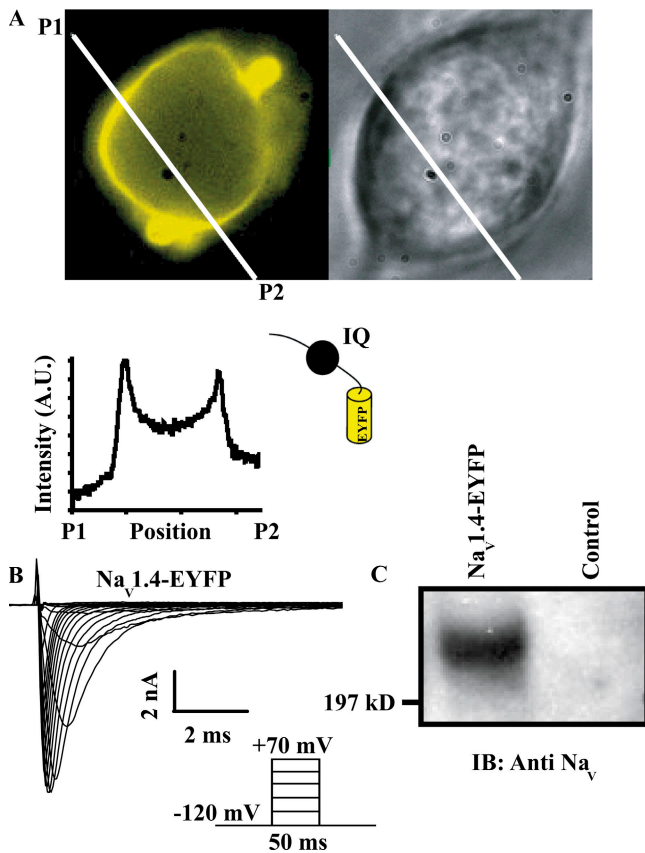 A
P1
P2
IQ
EYFP
Intensity (A.U.)
P1 Position P2
B
Nav1.4-EYFP
2 nA
2 ms
+70 mV
-120 mV
50 ms
C
Nav1.4-EYFP
Control
197 kD
IB: Anti Nav